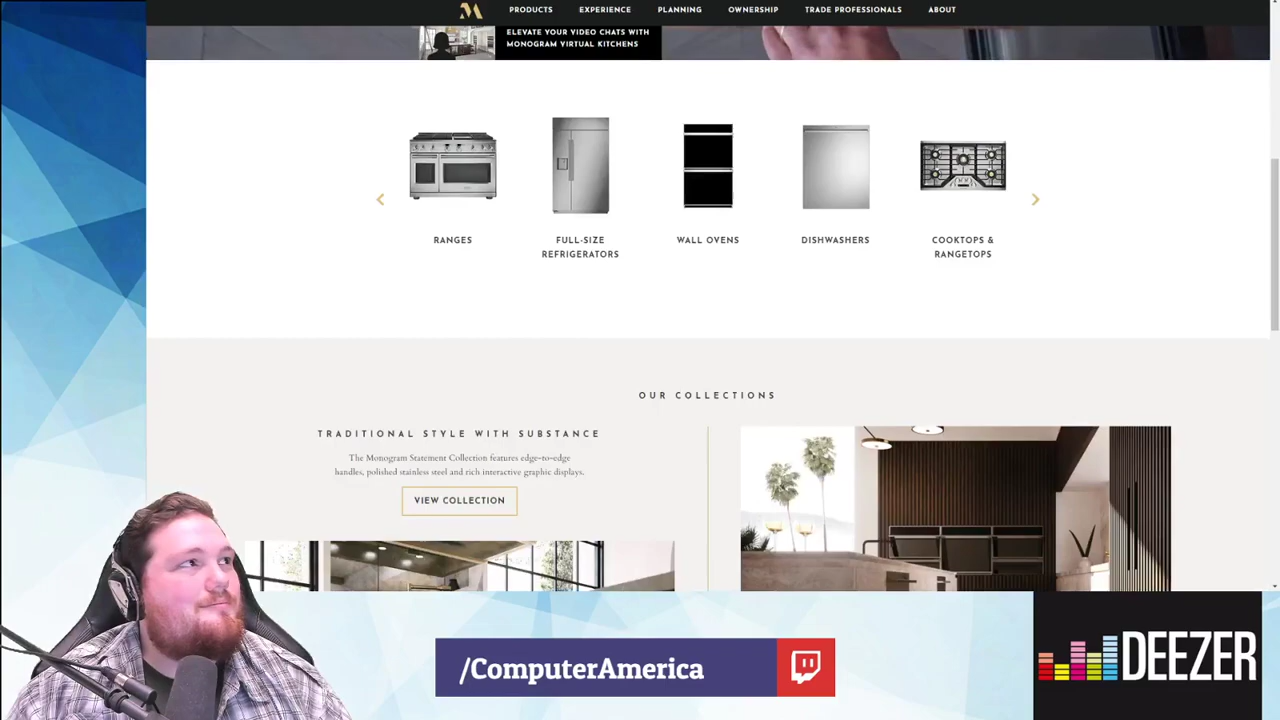 PRODUCTS EXPERIENCE PLANNING OWNERSHIP TRADE PROFESSIONALS ABOUT
ELEVATE YOUR VIDEO CHATS WITH
MONOGRAM VIRTUAL KITCHENS
RANGES
FULL-SIZE
REFRIGERATORS
WALL OVENS
DISHWASHERS
COOKTOPS &
RANGETOPS
OUR COLLECTIONS
TRADITIONAL STYLE WITH SUBSTANCE
The Monogram Statement Collection features edge-to-edge
handles, polished stainless steel and rich interactive graphic displays.
VIEW COLLECTION
/ComputerAmerica
DEEZER